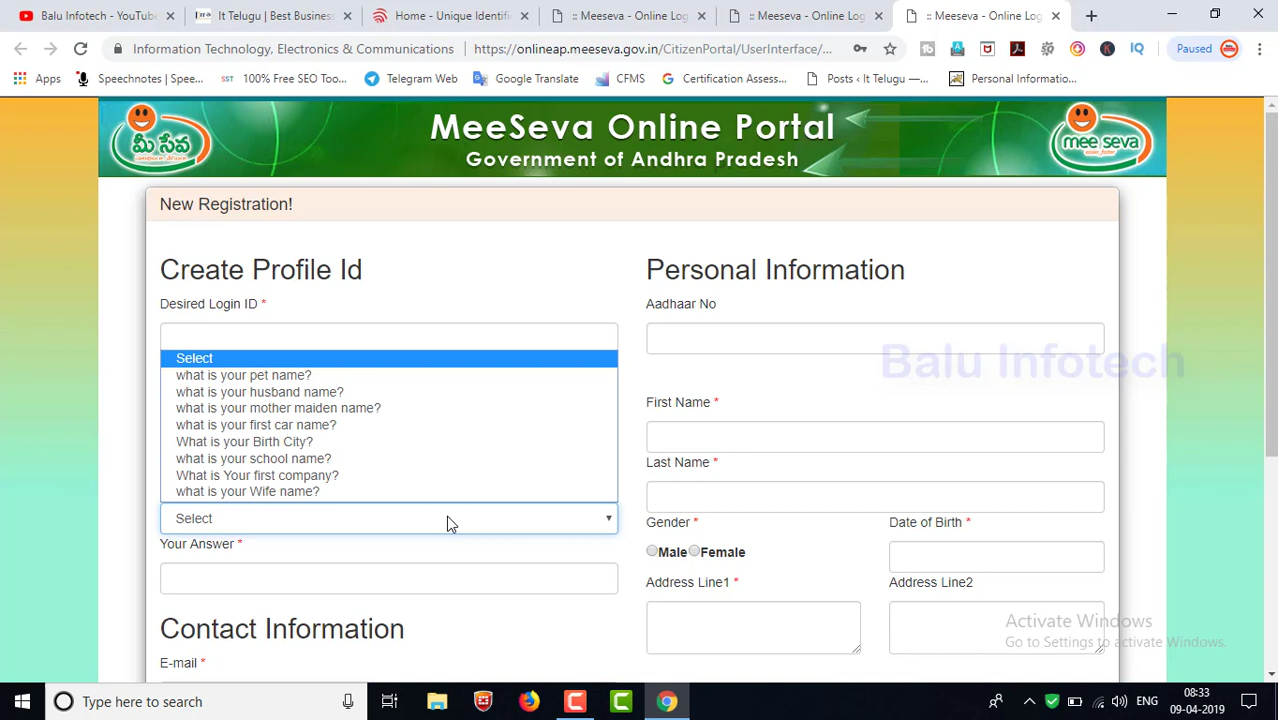 Balu Infotech - YouTube
It Telugu | Best Business
Home - Unique Identifi
:: Meeseva - Online Log
:: Meeseva - Online Log
:: Meeseva - Online Log
Information Technology, Electronics & Communications
https://onlineap.meeseva.gov.in/CitizenPortal/UserInterface/...
Paused
Apps
Speechnotes | Spee...
SST 100% Free SEO Tool...
Telegram Web
Google Translate
CFMS
Certification Assess...
Posts ‹ It Telugu —...
Personal Informatio...
మీ సేవ
MeeSeva Online Portal
Government of Andhra Pradesh
mee seva
New Registration!
Create Profile Id
Personal Information
Desired Login ID *
Aadhaar No
Select
Balu Infotech
what is your pet name?
what is your husband name?
First Name *
what is your mother maiden name?
what is your first car name?
What is your Birth City?
what is your school name?
Last Name *
What is Your first company?
what is your Wife name?
Select
Gender *
Date of Birth *
Your Answer *
Male Female
Address Line1 *
Address Line2
Contact Information
Activate Windows
Go to Settings to activate Windows.
E-mail *
Type here to search
ENG
08:33
09-04-2019